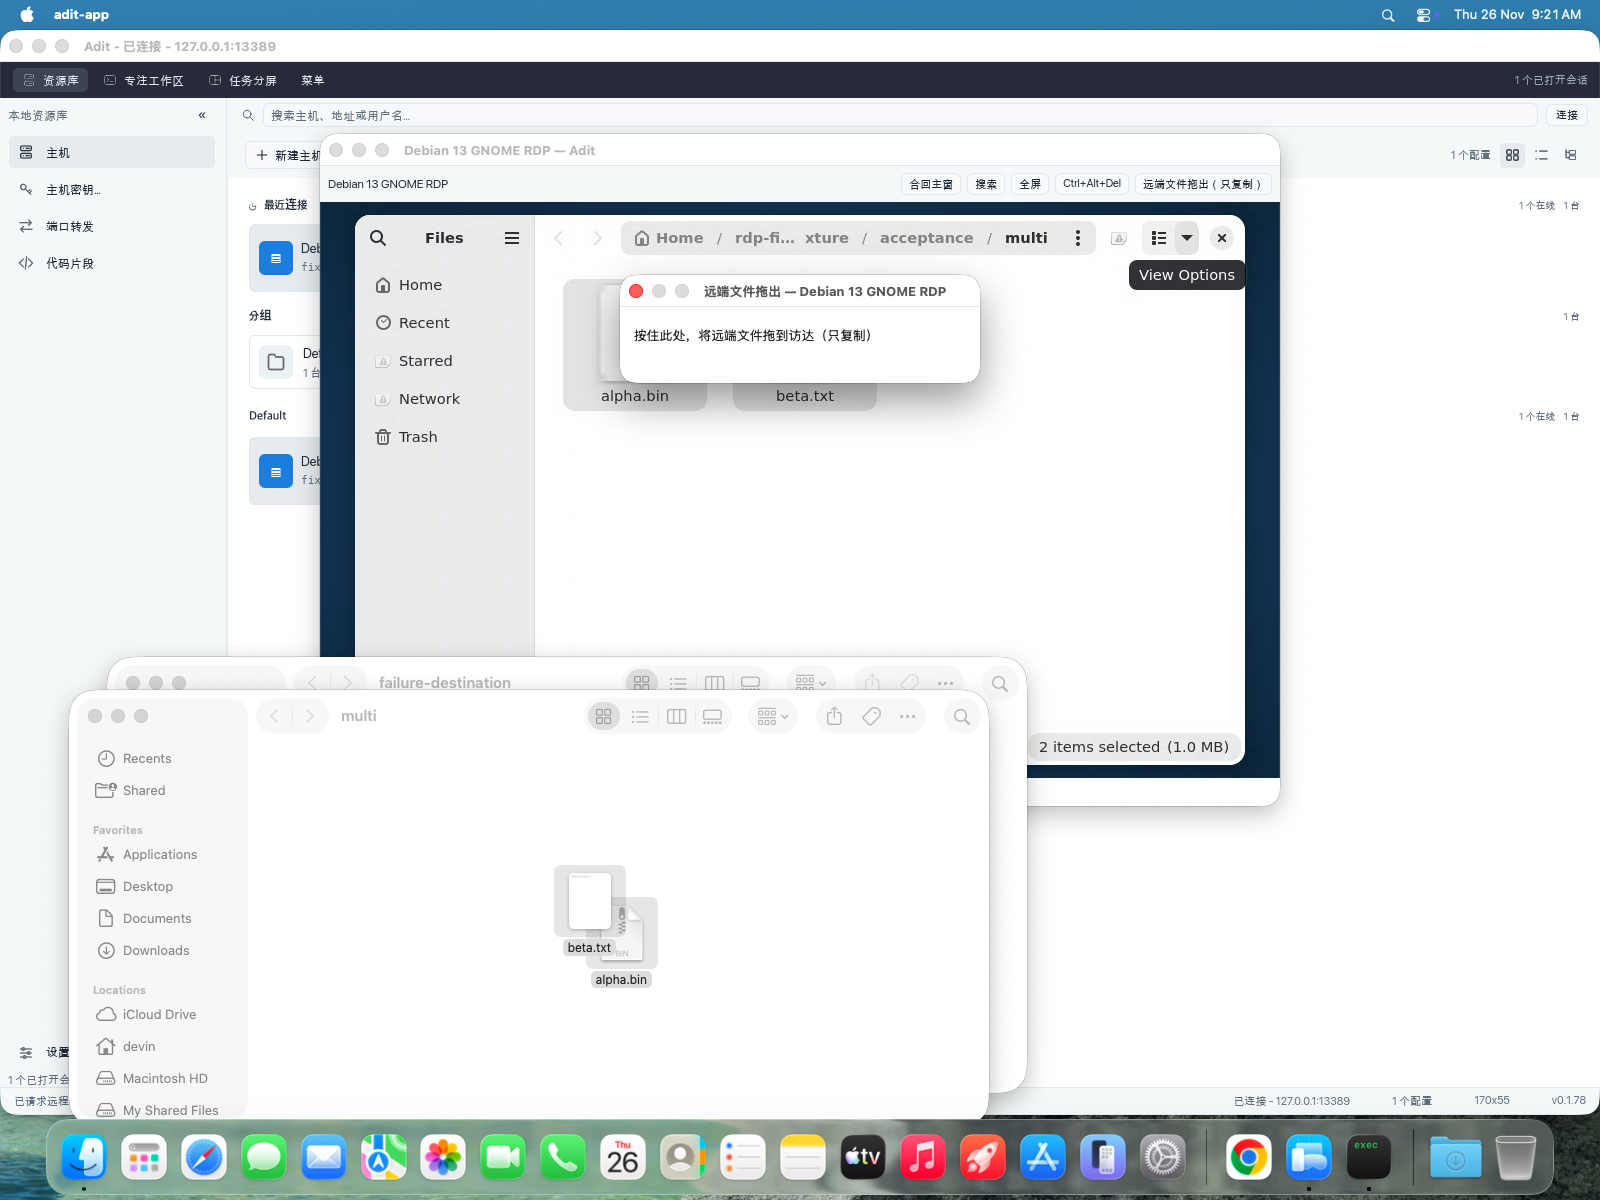 adit-app
Thu 26 Nov 9:21 AM
Adit - 已连接 - 127.0.0.1:13389
资源库
专注工作区
任务分屏
菜单
1 个已打开会话
本地资源库
«
搜索主机、地址或用户名...
连接
主机
新建主机
1 个配置
主机密钥...
端口转发
代码片段
最近连接
1 个在线 1 台
Deb
fix
分组
1 台
Def
1 台
Default
1 个在线 1 台
Deb
fix
Debian 13 GNOME RDP — Adit
Debian 13 GNOME RDP
合回主窗
搜索
全屏
Ctrl+Alt+Del
远端文件拖出（只复制）
Files
Home / rdp-fi... xture / acceptance / multi
View Options
Home
Recent
Starred
Network
Trash
远端文件拖出 — Debian 13 GNOME RDP
按住此处，将远端文件拖到访达（只复制）
alpha.bin
beta.txt
2 items selected (1.0 MB)
failure-destination
multi
Recents
Shared
Favorites
Applications
Desktop
Documents
Downloads
Locations
iCloud Drive
devin
Macintosh HD
My Shared Files
beta.txt
BIN
alpha.bin
设置
1 个已打开会
已请求远程
已连接 - 127.0.0.1:13389
1 个配置
170x55
v0.1.78
Thu
26
tv
exec